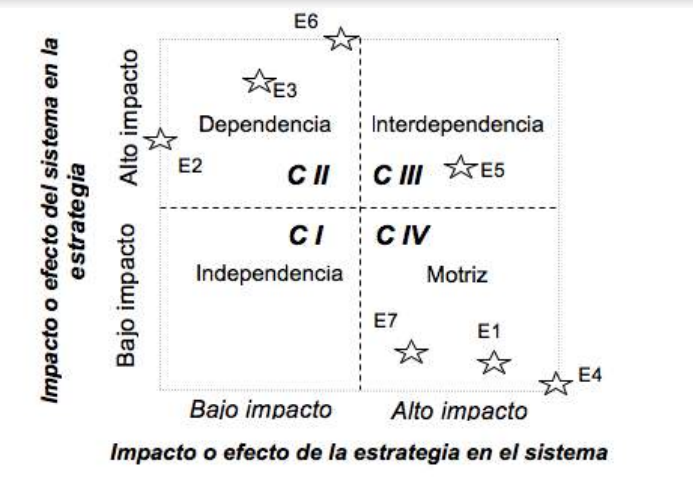 Impacto o efecto del sistema en la
estrategia
Alto impacto
Bajo impacto
E6
E3
Dependencia
Interdependencia
E2
C II
C III
E5
C I
C IV
Independencia
Motriz
E7
E1
E4
Bajo impacto
Alto impacto
Impacto o efecto de la estrategia en el sistema